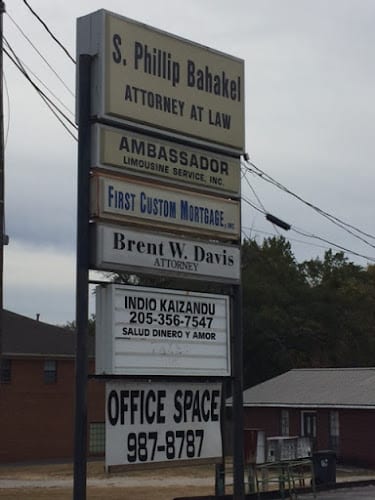 S. Phillip Bahakel
ATTORNEY AT LAW
AMBASSADOR
LIMOUSINE SERVICE, INC.
FIRST CUSTOM MORTGAGE, INC
Brent W. Davis
ATTORNEY
INDIO KAIZANDU
205-356-7547
SALUD DINERO Y AMOR
OFFICE SPACE
987-8787